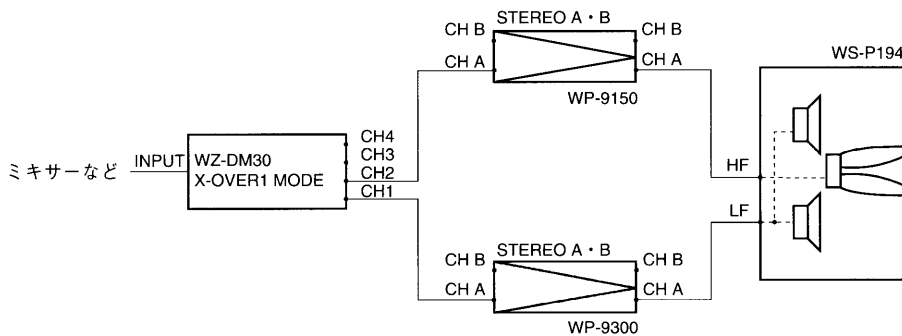 STEREO A・B
CH B
CH B
CH A
CH A
WP-9150
WS-P194
CH4
CH3
CH2
CH1
ミキサーなど
INPUT
WZ-DM30
X-OVER1 MODE
HF
LF
STEREO A・B
CH B
CH B
CH A
CH A
WP-9300